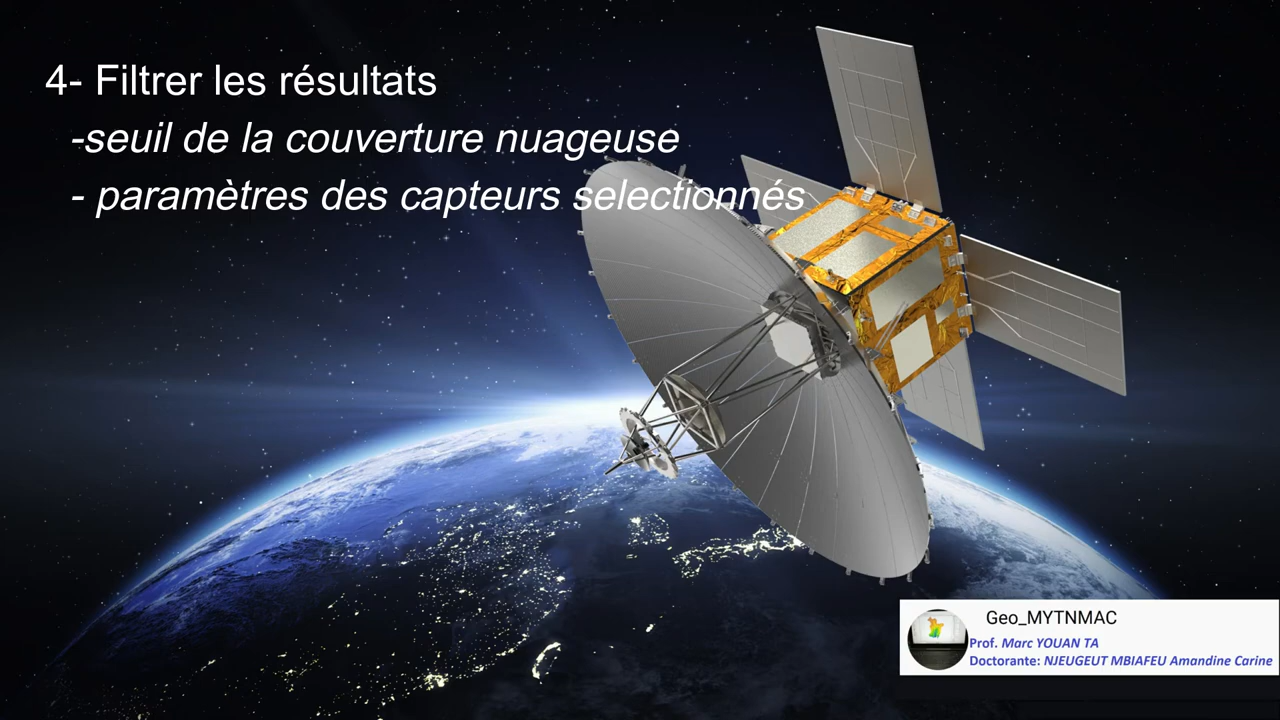 4- Filtrer les résultats
-seuil de la couverture nuageuse
- paramètres des capteurs selectionnés
Geo_MYTNMAC
Prof. Marc YOUAN TA
Doctorante: NJEUGEUT MBIAFEU Amandine Carine